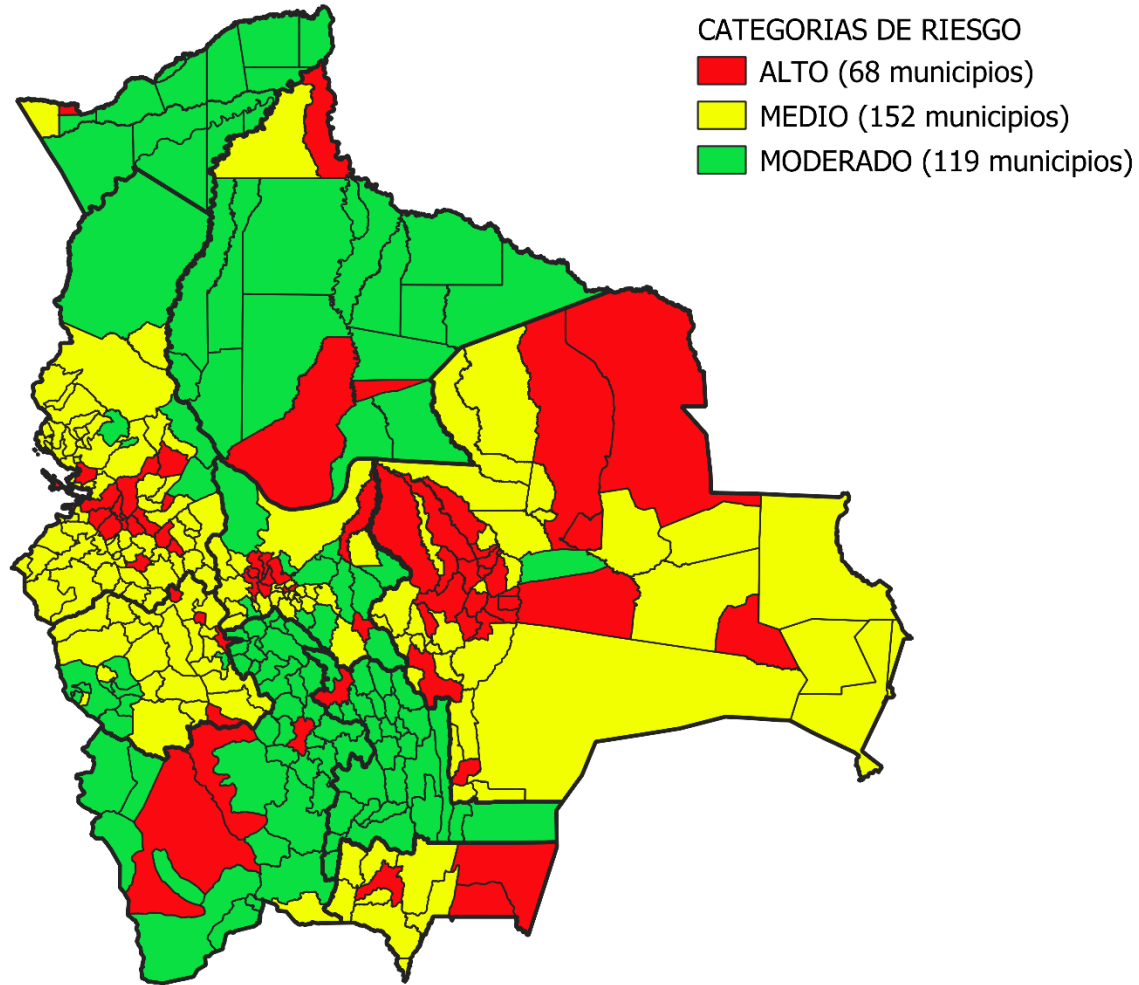 CATEGORIAS DE RIESGO
ALTO (68 municipios)
MEDIO (152 municipios)
MODERADO (119 municipios)